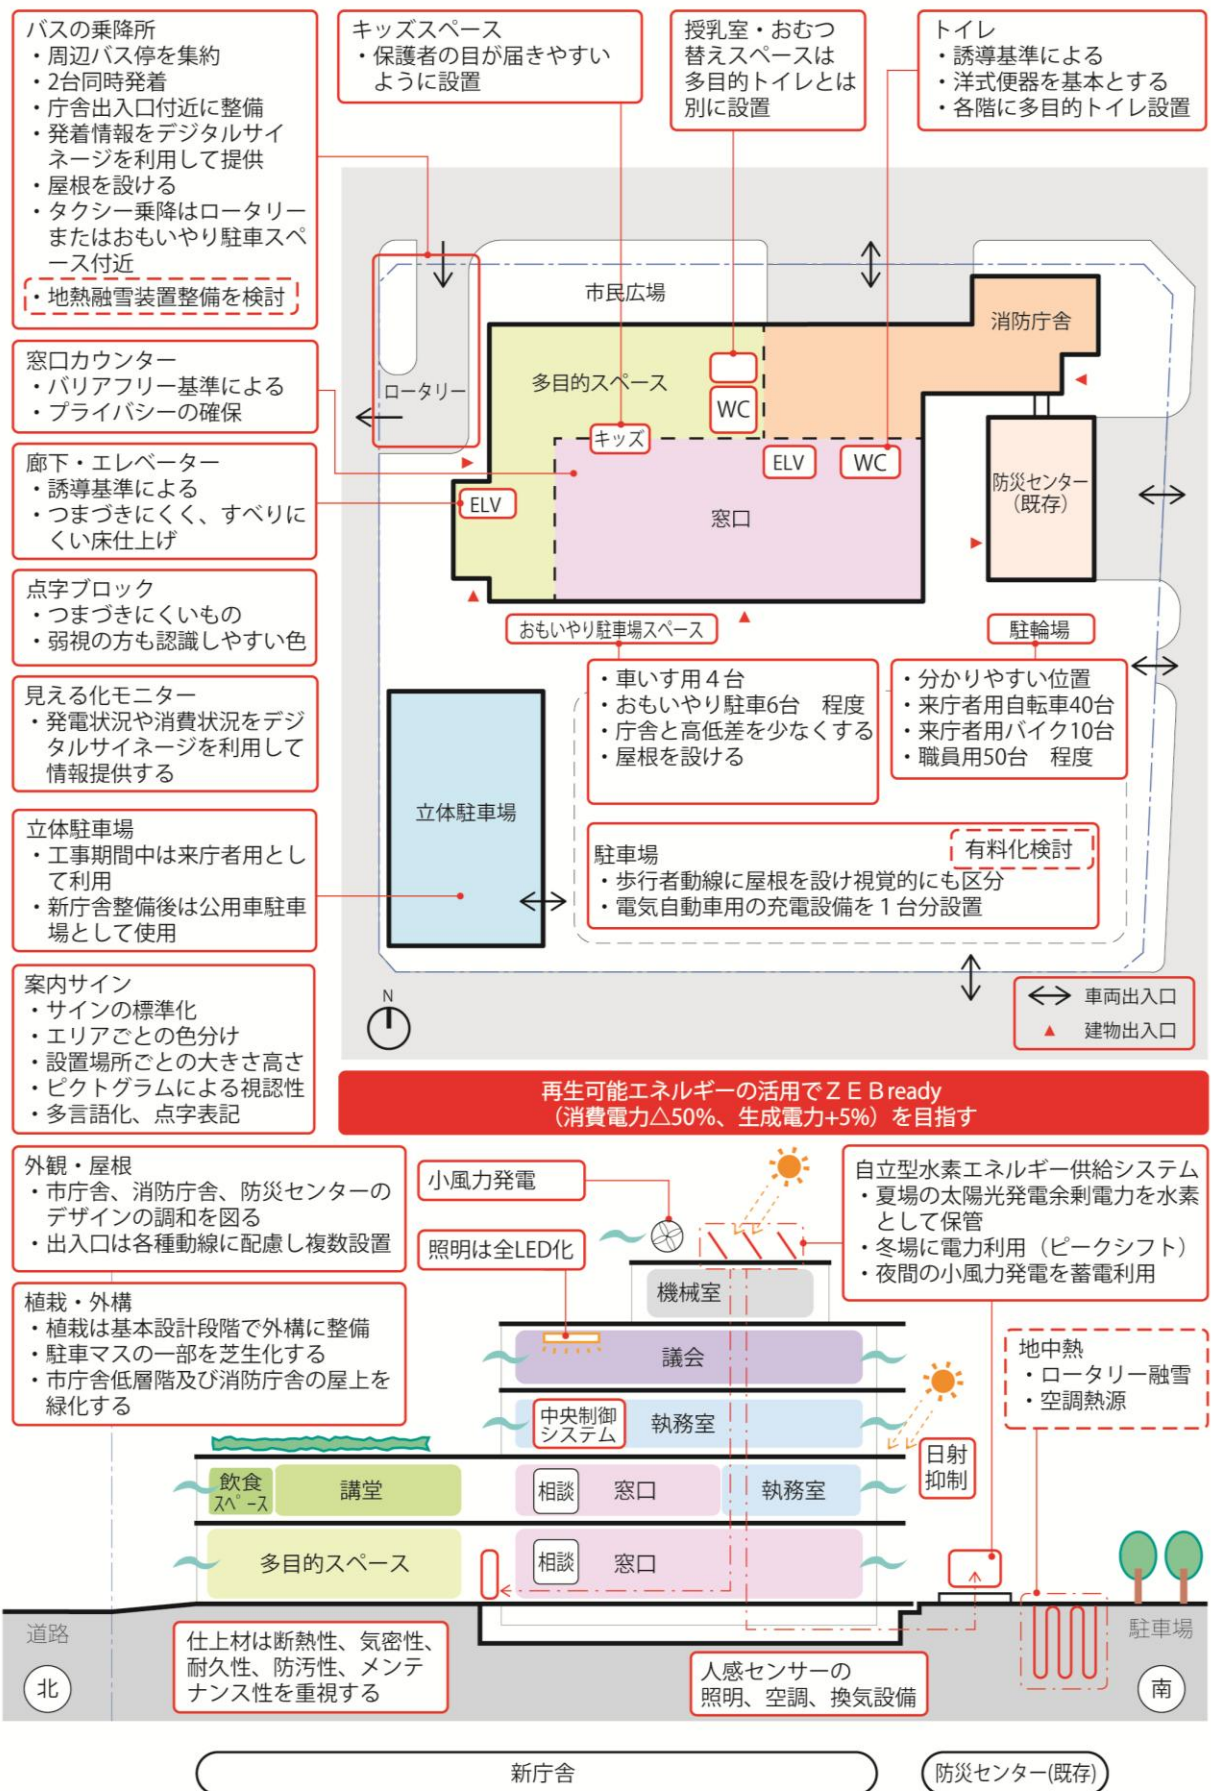 バスの乗降所
・周辺バス停を集約
・2台同時発着
・庁舎出入口付近に整備
・発着情報をデジタルサイ
ネージを利用して提供
・屋根を設ける
・タクシー乗降はロータリー
またはおもいやり駐車スペ
ース付近
・地熱融雪装置整備を検討
キッズスペース
・保護者の目が届きやすい
ように設置
授乳室・おむつ
替えスペースは
多目的トイレとは
別に設置
トイレ
・誘導基準による
・洋式便器を基本とする
・各階に多目的トイレ設置
窓口カウンター
・バリアフリー基準による
・プライバシーの確保
廊下・エレベーター
・誘導基準による
・つまづきにくく、すべりに
くい床仕上げ
点字ブロック
・つまづきにくいもの
・弱視の方も認識しやすい色
見える化モニター
・発電状況や消費状況をデジ
タルサイネージを利用して
情報提供する
立体駐車場
・工事期間中は来庁者用とし
て利用
・新庁舎整備後は公用車駐車
場として使用
案内サイン
・サインの標準化
・エリアごとの色分け
・設置場所ごとの大きさ高さ
・ピクトグラムによる視認性
・多言語化、点字表記
市民広場
消防庁舎
多目的スペース
ロータリー
WC
キッズ
ELV
WC
ELV
窓口
防災センター
(既存)
おもいやり駐車場スペース
駐輪場
・車いす用４台
・おもいやり駐車6台　程度
・庁舎と高低差を少なくする
・屋根を設ける
・分かりやすい位置
・来庁者用自転車40台
・来庁者用バイク10台
・職員用50台　程度
立体駐車場
駐車場
有料化検討
・歩行者動線に屋根を設け視覚的にも区分
・電気自動車用の充電設備を１台分設置
N
車両出入口
建物出入口
再生可能エネルギーの活用でＺＥＢready
（消費電力△50%、生成電力+5%）を目指す
外観・屋根
・市庁舎、消防庁舎、防災センターの
デザインの調和を図る
・出入口は各種動線に配慮し複数設置
植栽・外構
・植栽は基本設計段階で外構に整備
・駐車マスの一部を芝生化する
・市庁舎低層階及び消防庁舎の屋上を
緑化する
小風力発電
照明は全LED化
自立型水素エネルギー供給システム
・夏場の太陽光発電余剰電力を水素
として保管
・冬場に電力利用（ピークシフト）
・夜間の小風力発電を蓄電利用
機械室
議会
地中熱
・ロータリー融雪
・空調熱源
中央制御
システム
執務室
日射
抑制
飲食
スペース
講堂
相談
窓口
執務室
多目的スペース
相談
窓口
道路
北
仕上材は断熱性、気密性、
耐久性、防汚性、メンテ
ナンス性を重視する
人感センサーの
照明、空調、換気設備
駐車場
南
新庁舎
防災センター(既存)